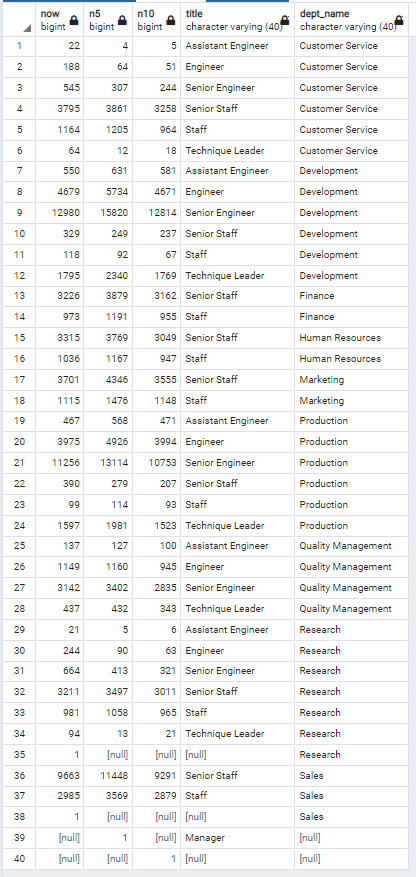 now n5 n10 title dept_name
bigint bigint bigint character varying (40) character varying (40)
1 22 4 5 Assistant Engineer Customer Service
2 188 64 51 Engineer Customer Service
3 545 307 244 Senior Engineer Customer Service
4 3795 3861 3258 Senior Staff Customer Service
5 1164 1205 964 Staff Customer Service
6 64 12 18 Technique Leader Customer Service
7 550 631 581 Assistant Engineer Development
8 4679 5734 4671 Engineer Development
9 12980 15820 12814 Senior Engineer Development
10 329 249 237 Senior Staff Development
11 118 92 67 Staff Development
12 1795 2340 1769 Technique Leader Development
13 3226 3879 3162 Senior Staff Finance
14 973 1191 955 Staff Finance
15 3315 3769 3049 Senior Staff Human Resources
16 1036 1167 947 Staff Human Resources
17 3701 4346 3555 Senior Staff Marketing
18 1115 1476 1148 Staff Marketing
19 467 568 471 Assistant Engineer Production
20 3975 4926 3994 Engineer Production
21 11256 13114 10753 Senior Engineer Production
22 390 279 207 Senior Staff Production
23 99 114 93 Staff Production
24 1597 1981 1523 Technique Leader Production
25 137 127 100 Assistant Engineer Quality Management
26 1149 1160 945 Engineer Quality Management
27 3142 3402 2835 Senior Engineer Quality Management
28 437 432 343 Technique Leader Quality Management
29 21 5 6 Assistant Engineer Research
30 244 90 63 Engineer Research
31 664 413 321 Senior Engineer Research
32 3211 3497 3011 Senior Staff Research
33 981 1058 965 Staff Research
34 94 13 21 Technique Leader Research
35 1 [null] [null] [null] Research
36 9663 11448 9291 Senior Staff Sales
37 2985 3569 2879 Staff Sales
38 1 [null] [null] [null] Sales
39 [null] 1 [null] Manager [null]
40 [null] [null] 1 [null] [null]